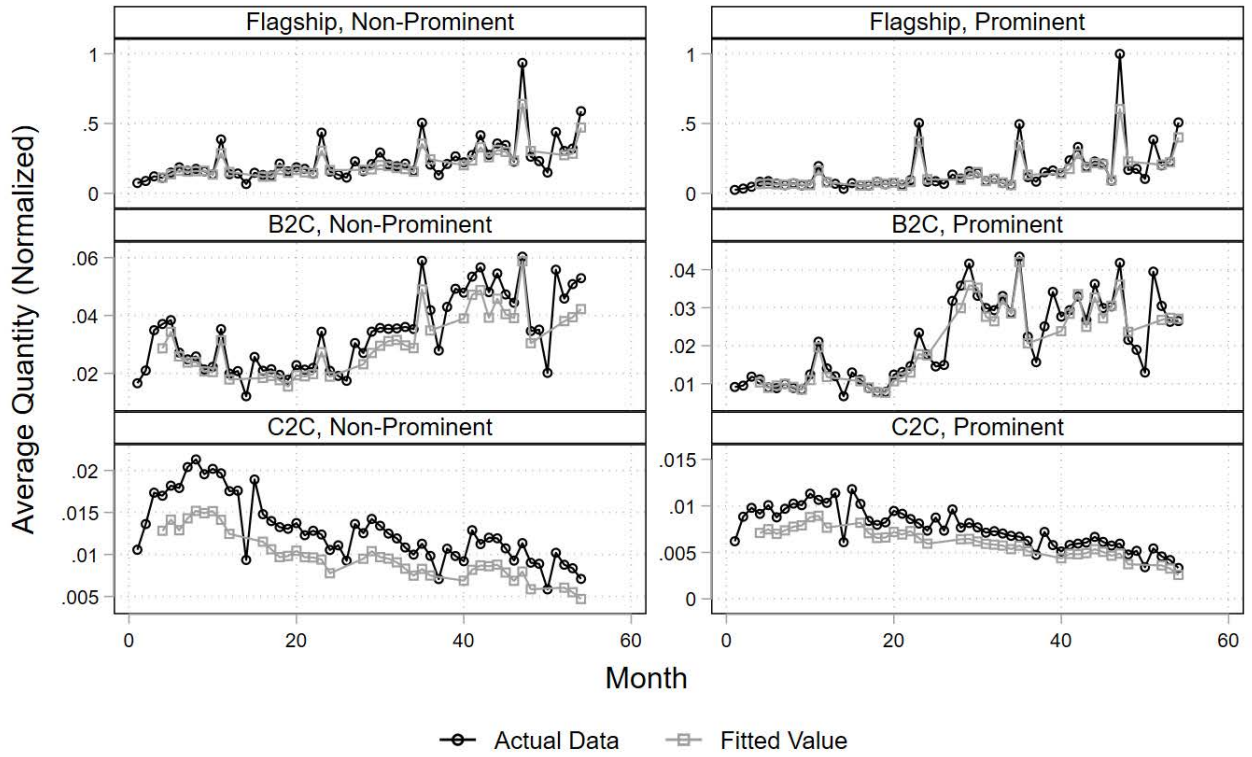 Flagship, Non-Prominent
Flagship, Prominent
1
.5
0
1
.5
0
B2C, Non-Prominent
B2C, Prominent
.06
.04
.02
.04
.03
.02
.01
C2C, Non-Prominent
C2C, Prominent
.02
.015
.01
.005
.015
.01
.005
0
0 20 40 60
0 20 40 60
Average Quantity (Normalized)
Month
Actual Data
Fitted Value